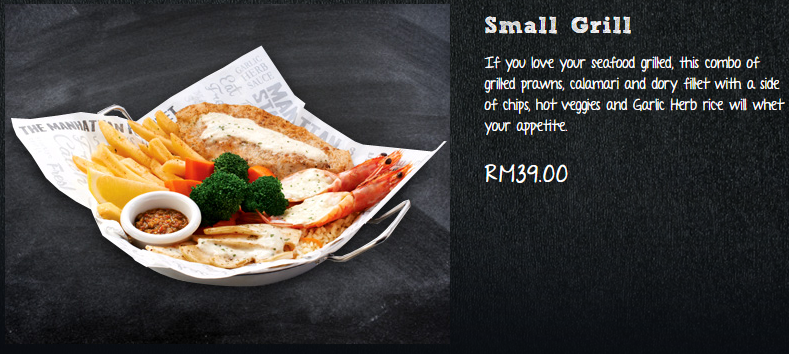 Small Grill
If you love your seafood grilled, this combo of
grilled prawns, calamari and dory fillet with a side
of chips, hot veggies and Garlic Herb rice will whet
your appetite.
RM39.00
THE MANHATTAN
GARLIC
HERB
SAUCE
MANHATTAN